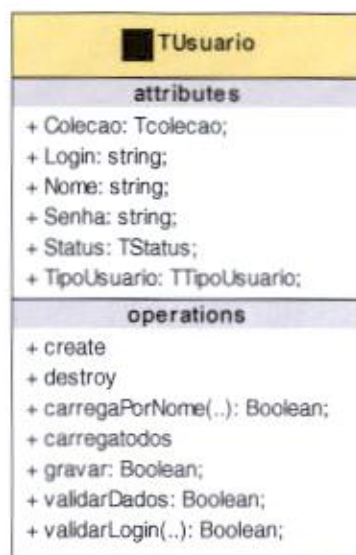 TUsuario
attributes
+ Colecao: Tcolecao;
+ Login: string;
+ Nome: string;
+ Senha: string;
+ Status: TStatus;
+ TipoUsuario: TTipoUsuario;
operations
+ create
+ destroy
+ carregaPorNome(..): Boolean;
+ carregatodos
+ gravar: Boolean;
+ validarDados: Boolean;
+ validarLogin(..): Boolean;